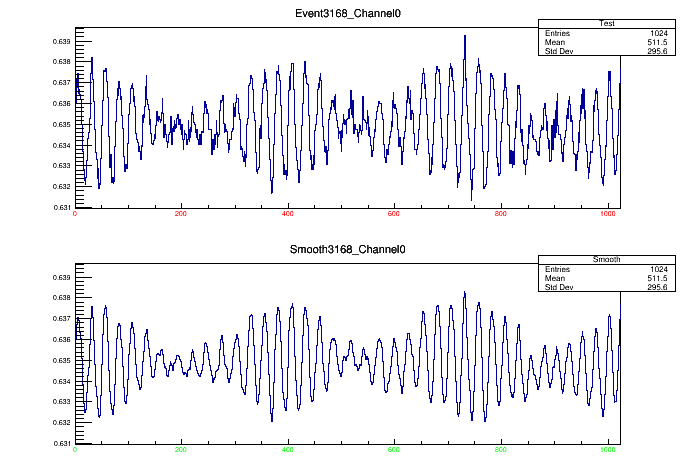 Event3168_Channel0
Test
Entries 1024
Mean 511.5
Std Dev 295.6
0.639
0.638
0.637
0.636
0.635
0.634
0.633
0.632
0.631
0 200 400 600 800 1000
Smooth3168_Channel0
Smooth
Entries 1024
Mean 511.5
Std Dev 295.6
0.639
0.638
0.637
0.636
0.635
0.634
0.633
0.632
0.631
0 200 400 600 800 1000